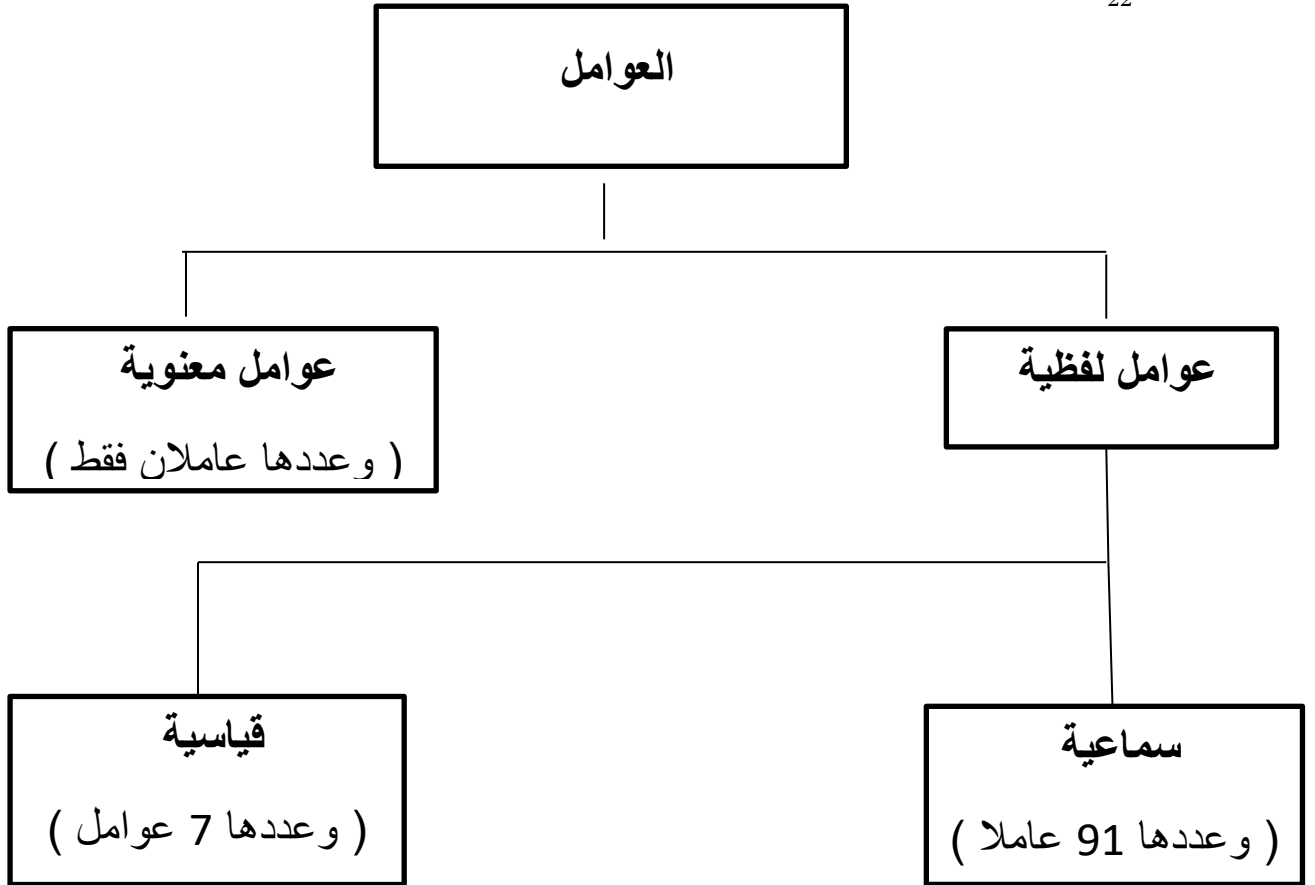 22
العوامل
عوامل لفظية
عوامل معنوية
( وعددها عاملان فقط )
سماعية
( وعددها 91 عاملا )
قياسية
( وعددها 7 عوامل )